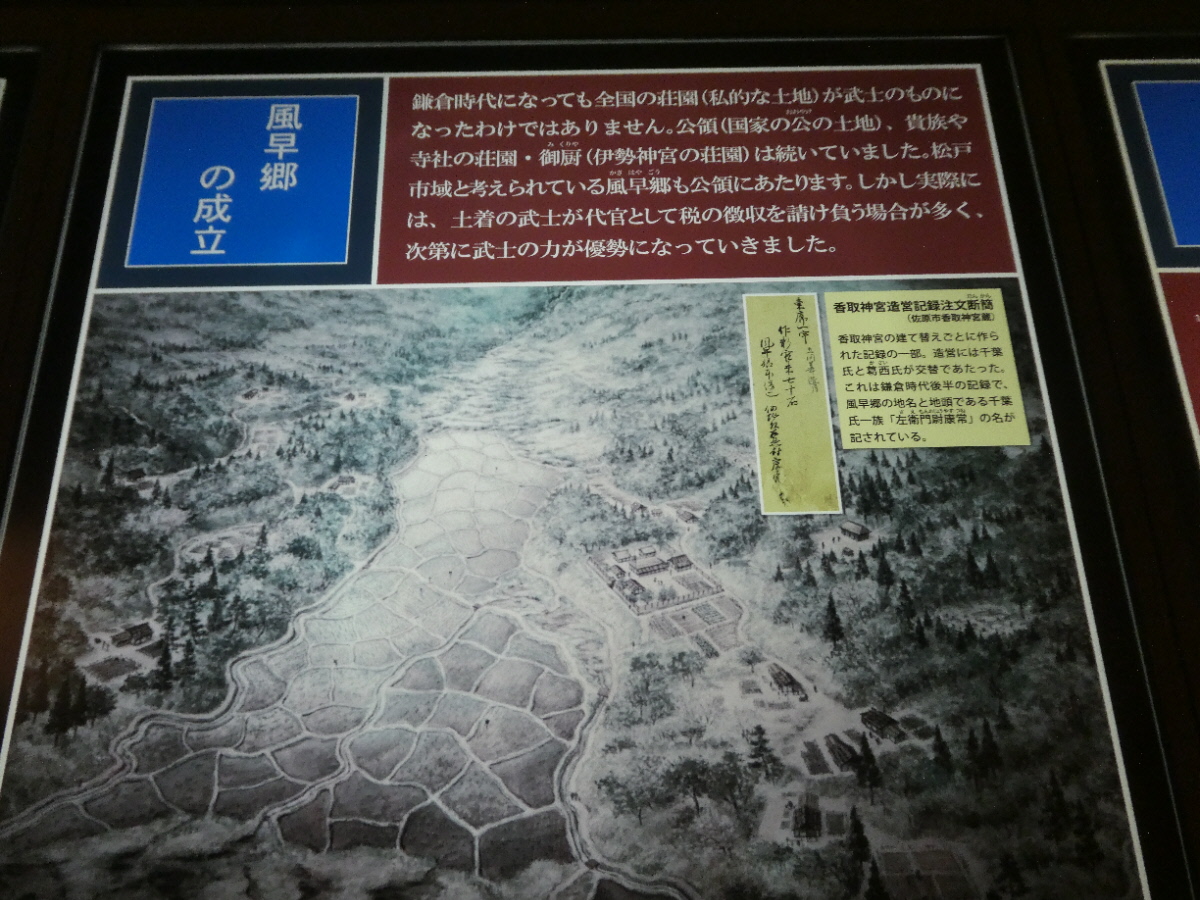 風早郷
の成立
鎌倉時代になっても全国の荘園(私的な土地)が武士のものに
なったわけではありません。公領(国家の公の土地)、貴族や
寺社の荘園・御厨(伊勢神宮の荘園)は続いていました。松戸
市域と考えられている風早郷も公領にあたります。しかし実際に
は、土着の武士が代官として税の徴収を請け負う場合が多く、
次第に武士の力が優勢になっていきました。
香取神宮造営記録注文断簡
(佐原市香取神宮蔵)
香取神宮の建て替えごとに作ら
れた記録の一部。造営には千葉
氏と葛西氏が交替であたった。
これは鎌倉時代後半の記録で、
風早郷の地名と地頭である千葉
氏一族「左衛門尉康常」の名が
記されている。